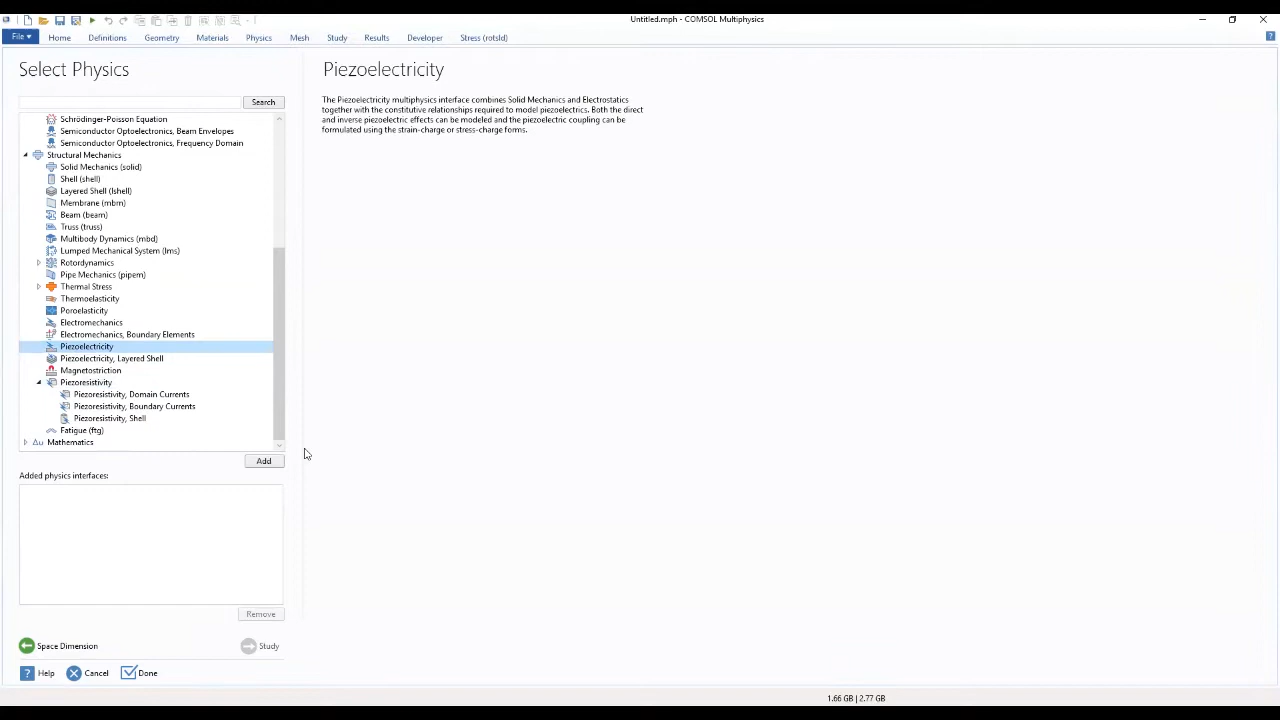 Untitled.mph - COMSOL Multiphysics
File Home Definitions Geometry Materials Physics Mesh Study Results Developer Stress (rotsld)
Select Physics
Search
Schrödinger-Poisson Equation
Semiconductor Optoelectronics, Beam Envelopes
Semiconductor Optoelectronics, Frequency Domain
Structural Mechanics
Solid Mechanics (solid)
Shell (shell)
Layered Shell (lshell)
Membrane (mbrn)
Beam (beam)
Truss (truss)
Multibody Dynamics (mbd)
Lumped Mechanical System (lms)
Rotordynamics
Pipe Mechanics (pipem)
Thermal Stress
Thermoelasticity
Poroelasticity
Electromechanics
Electromechanics, Boundary Elements
Piezoelectricity
Piezoelectricity, Layered Shell
Magnetostriction
Piezoresistivity
Piezoresistivity, Domain Currents
Piezoresistivity, Boundary Currents
Piezoresistivity, Shell
Fatigue (ftg)
Δu Mathematics
Add
Added physics interfaces:
Remove
Space Dimension
Study
? Help
Cancel
Done
Piezoelectricity
The Piezoelectricity multiphysics interface combines Solid Mechanics and Electrostatics
together with the constitutive relationships required to model piezoelectrics. Both the direct
and inverse piezoelectric effects can be modeled and the piezoelectric coupling can be
formulated using the strain-charge or stress-charge forms.
1.66 GB | 2.77 GB